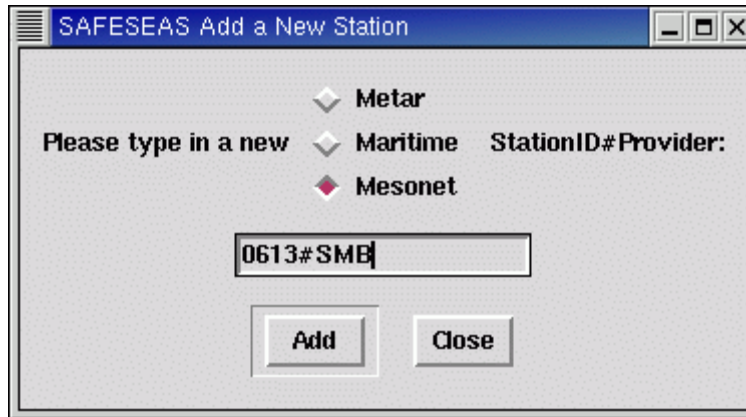 SAFESEAS Add a New Station
Metar
Please type in a new Maritime StationID#Provider:
Mesonet
0613#SMB
Add Close